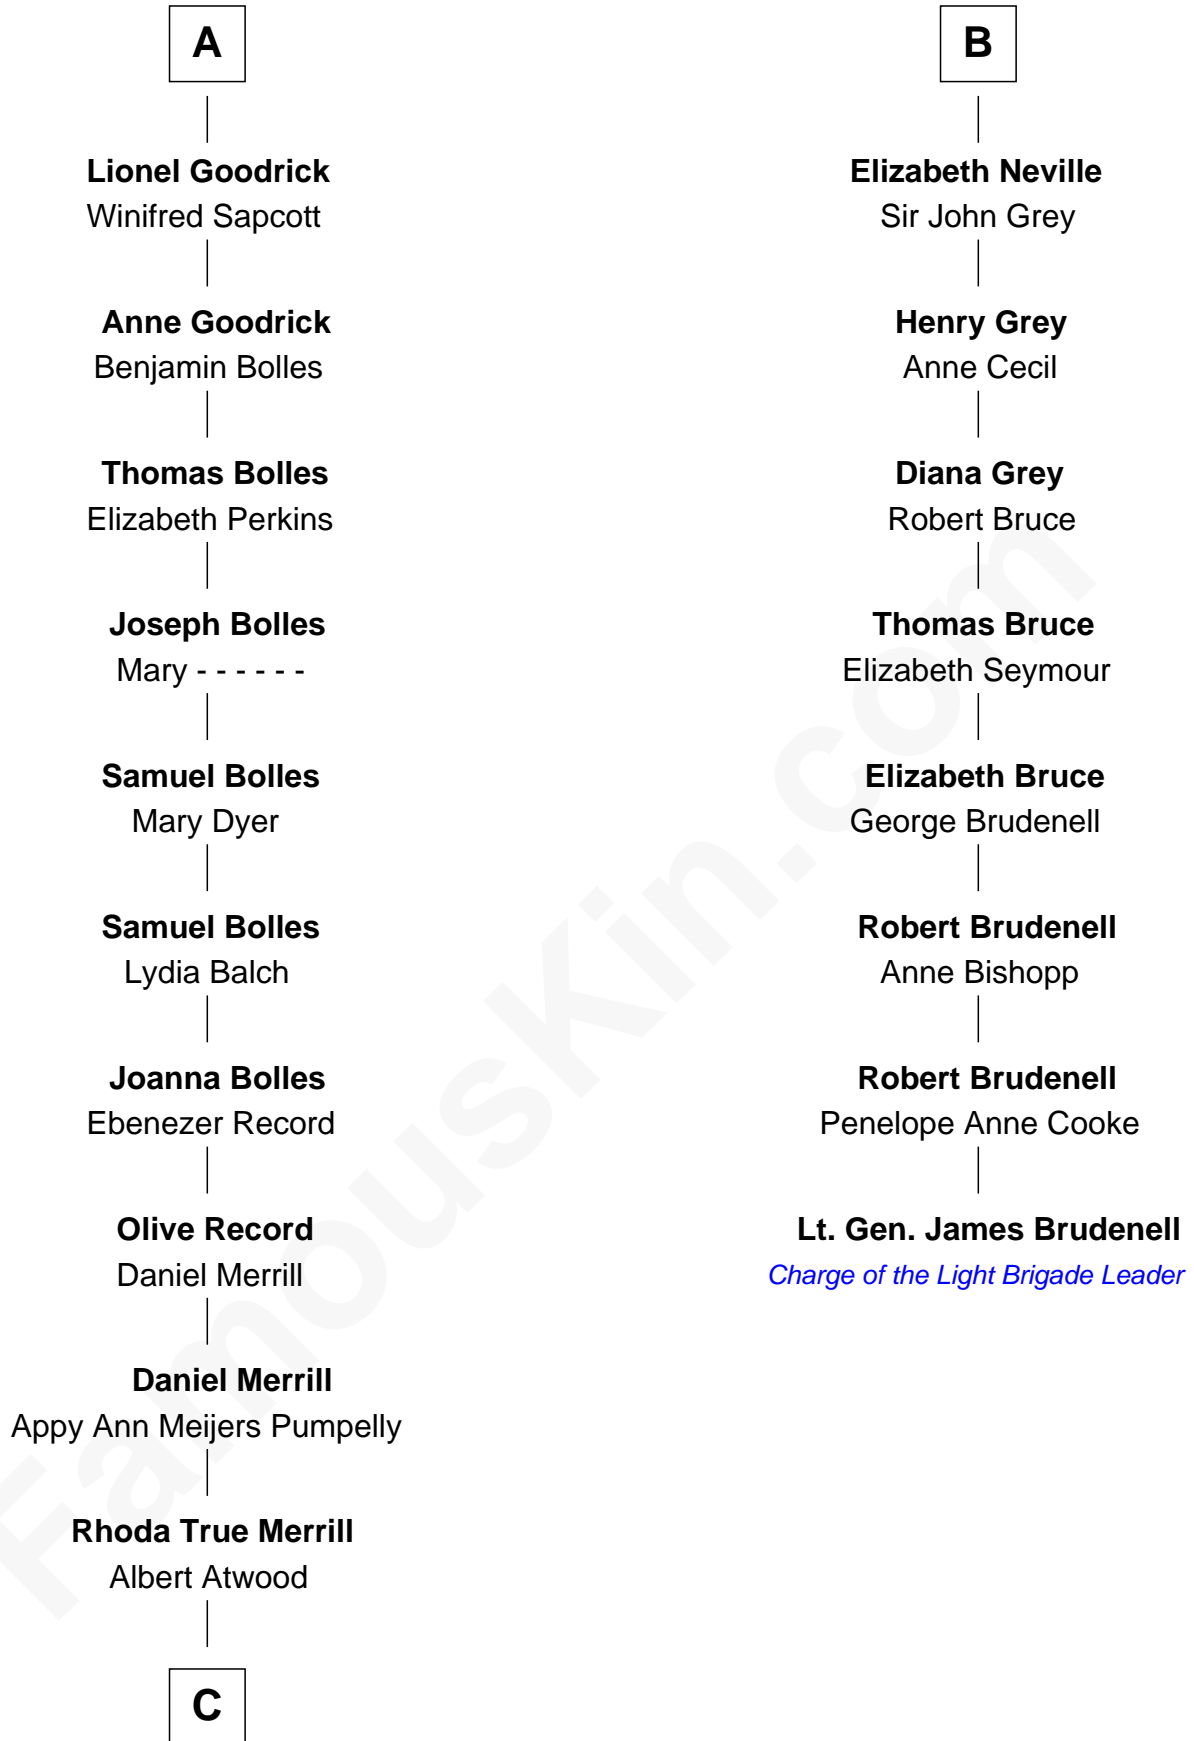 A
Lionel Goodrick
Winifred Sapcott
Anne Goodrick
Benjamin Bolles
Thomas Bolles
Elizabeth Perkins
Joseph Bolles
Mary - - - - - -
Samuel Bolles
Mary Dyer
Samuel Bolles
Lydia Balch
Joanna Bolles
Ebenezer Record
Olive Record
Daniel Merrill
Daniel Merrill
Appy Ann Meijers Pumpelly
Rhoda True Merrill
Albert Atwood
C
B
Elizabeth Neville
Sir John Grey
Henry Grey
Anne Cecil
Diana Grey
Robert Bruce
Thomas Bruce
Elizabeth Seymour
Elizabeth Bruce
George Brudenell
Robert Brudenell
Anne Bishopp
Robert Brudenell
Penelope Anne Cooke
Lt. Gen. James Brudenell
Charge of the Light Brigade Leader
FamousKin.com